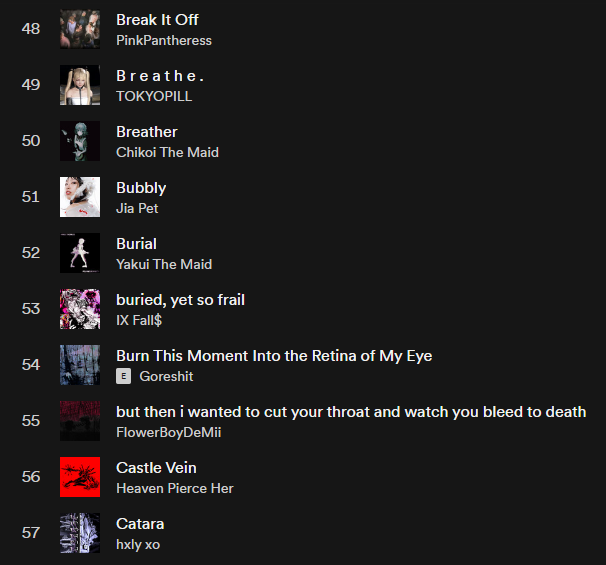 48
Break It Off
PinkPantheress
49
B r e a t h e .
TOKYOPILL
50
Breather
Chikoi The Maid
51
Bubbly
Jia Pet
52
Burial
Yakui The Maid
53
buried, yet so frail
IX Fall$
54
Burn This Moment Into the Retina of My Eye
E Goreshit
55
but then i wanted to cut your throat and watch you bleed to death
FlowerBoyDeMii
56
Castle Vein
Heaven Pierce Her
57
Catara
hxly xo